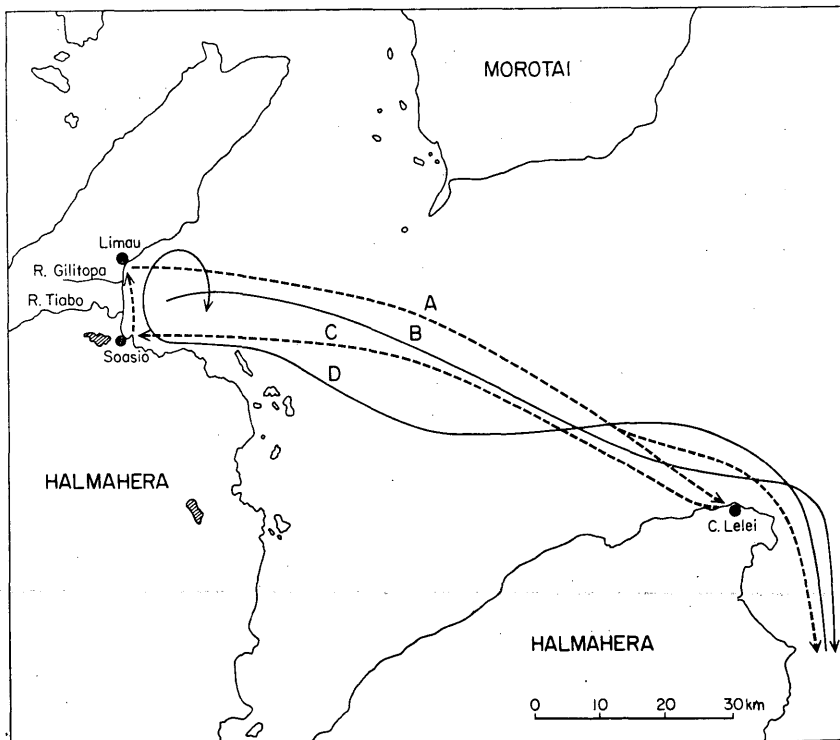 MOROTAI
Limau
R. Gilitopa
R. Tiabo
Soasio
A
B
C
D
HALMAHERA
C. Lelei
HALMAHERA
0 10 20 30 km